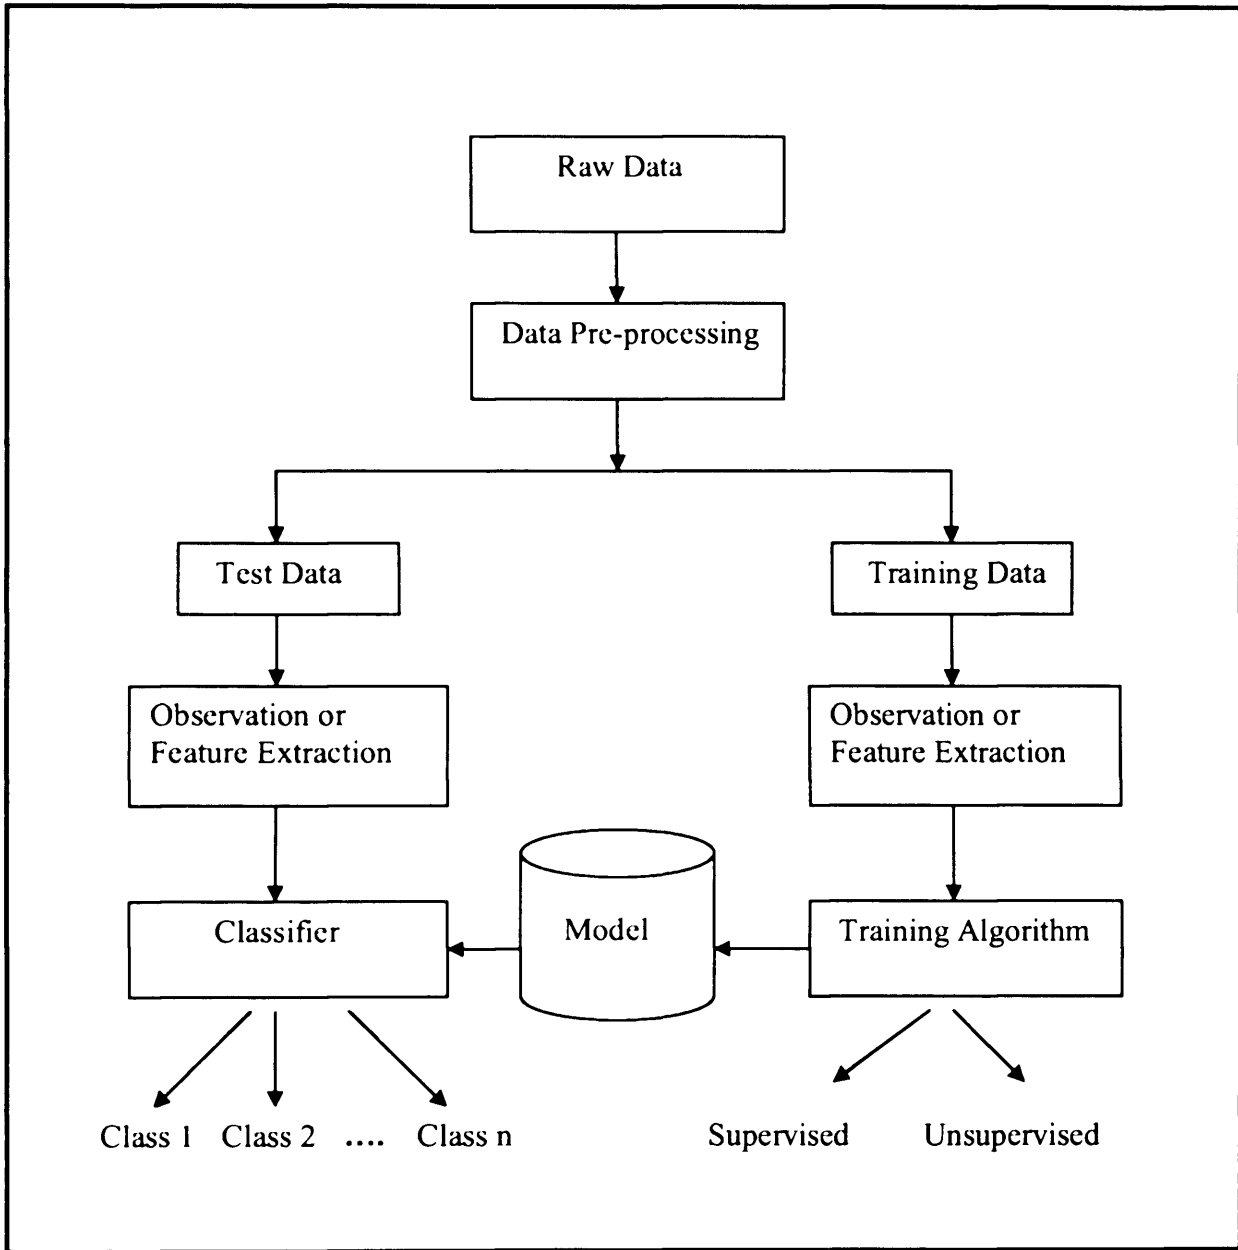 Raw Data
Data Pre-processing
Test Data
Training Data
Observation or
Feature Extraction
Observation or
Feature Extraction
Classifier
Model
Training Algorithm
Class 1 Class 2 .... Class n
Supervised Unsupervised